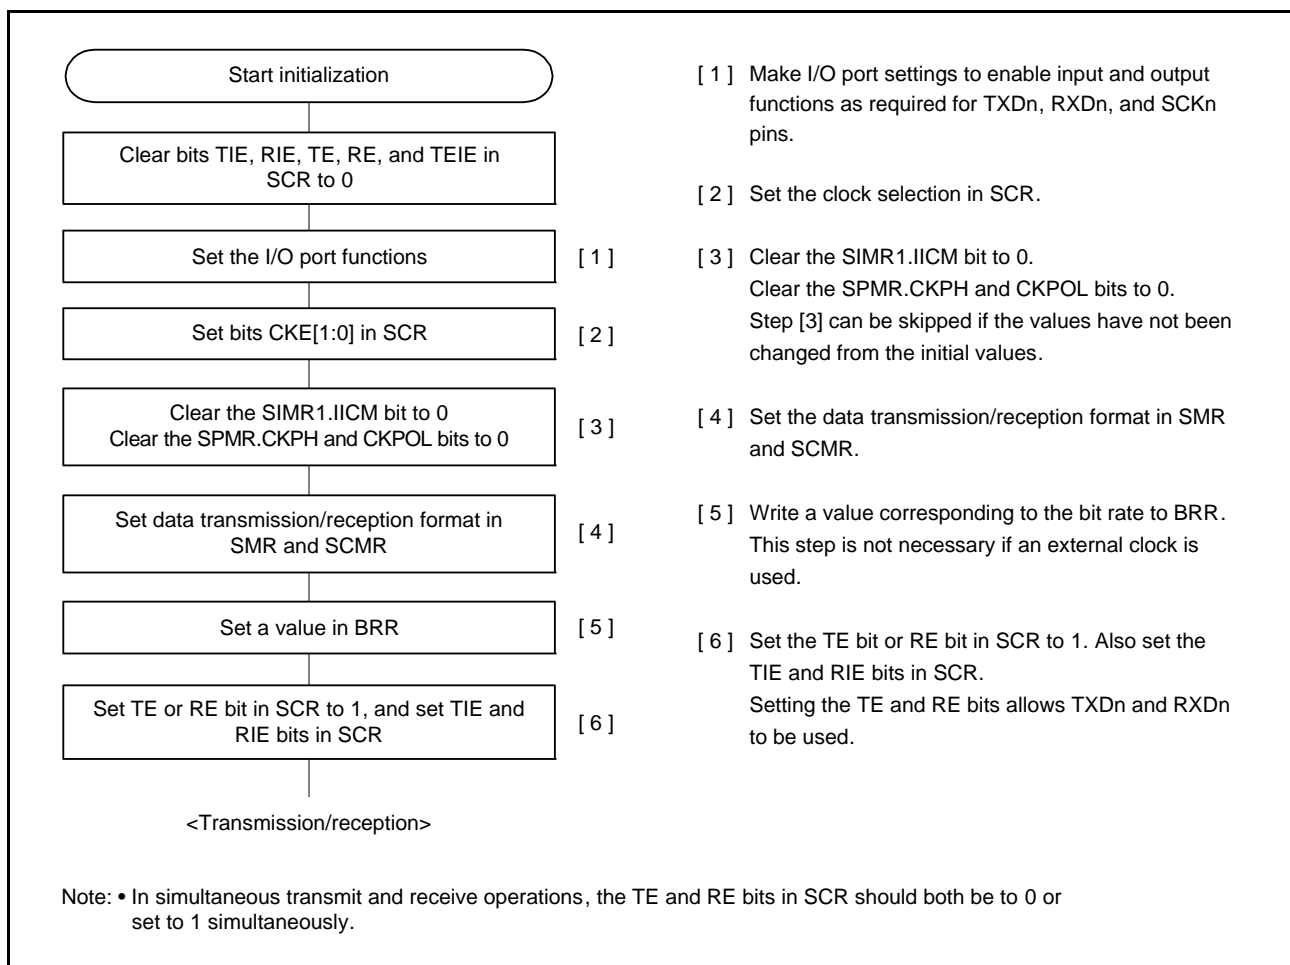 Start initialization
Clear bits TIE, RIE, TE, RE, and TEIE in
SCR to 0
Set the I/O port functions
[ 1 ]
Set bits CKE[1:0] in SCR
[ 2 ]
Clear the SIMR1.IICM bit to 0
Clear the SPMR.CKPH and CKPOL bits to 0
[ 3 ]
Set data transmission/reception format in
SMR and SCMR
[ 4 ]
Set a value in BRR
[ 5 ]
Set TE or RE bit in SCR to 1, and set TIE and
RIE bits in SCR
[ 6 ]
<Transmission/reception>
[ 1 ] Make I/O port settings to enable input and output
functions as required for TXDn, RXDn, and SCKn
pins.
[ 2 ] Set the clock selection in SCR.
[ 3 ] Clear the SIMR1.IICM bit to 0.
Clear the SPMR.CKPH and CKPOL bits to 0.
Step [3] can be skipped if the values have not been
changed from the initial values.
[ 4 ] Set the data transmission/reception format in SMR
and SCMR.
[ 5 ] Write a value corresponding to the bit rate to BRR.
This step is not necessary if an external clock is
used.
[ 6 ] Set the TE bit or RE bit in SCR to 1. Also set the
TIE and RIE bits in SCR.
Setting the TE and RE bits allows TXDn and RXDn
to be used.
Note: • In simultaneous transmit and receive operations, the TE and RE bits in SCR should both be to 0 or
set to 1 simultaneously.